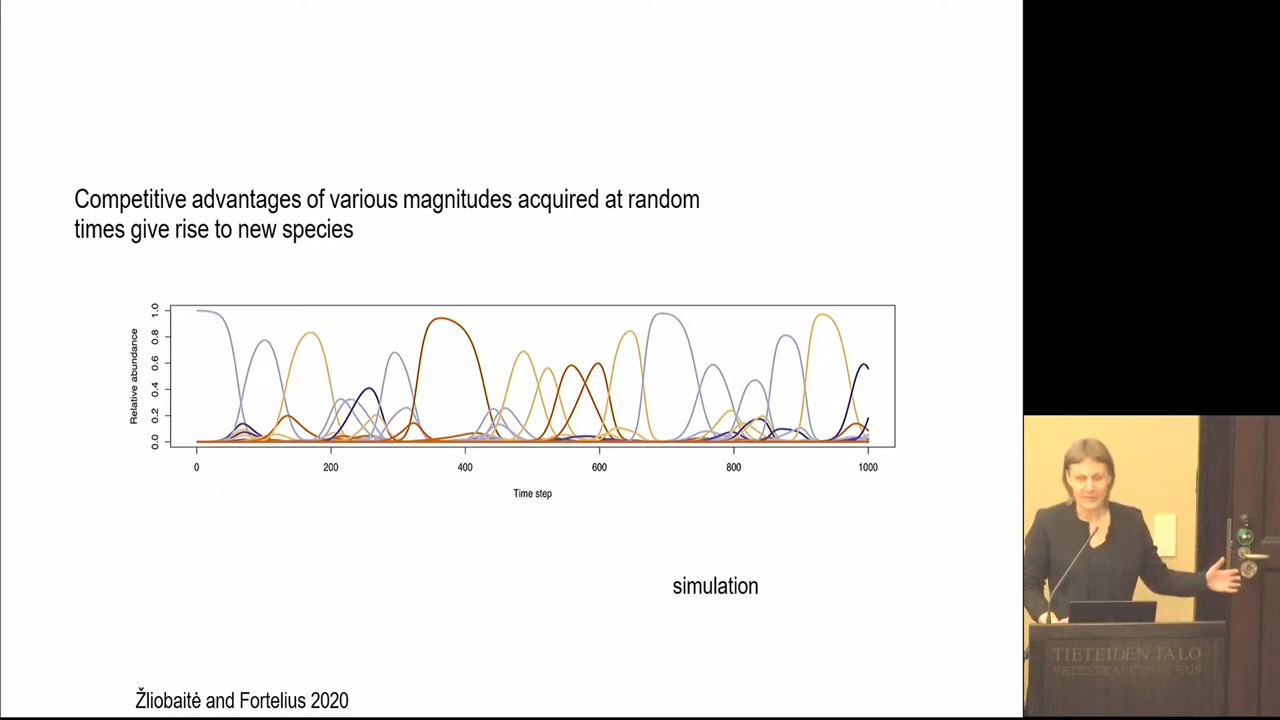 Competitive advantages of various magnitudes acquired at random
times give rise to new species
Relative abundance
1.0
0.8
0.6
0.4
0.2
0.0
0 200 400 600 800 1000
Time step
simulation
Žliobaitė and Fortelius 2020
TIETEIDEN TALO
VETENSKAPERNAS HUS